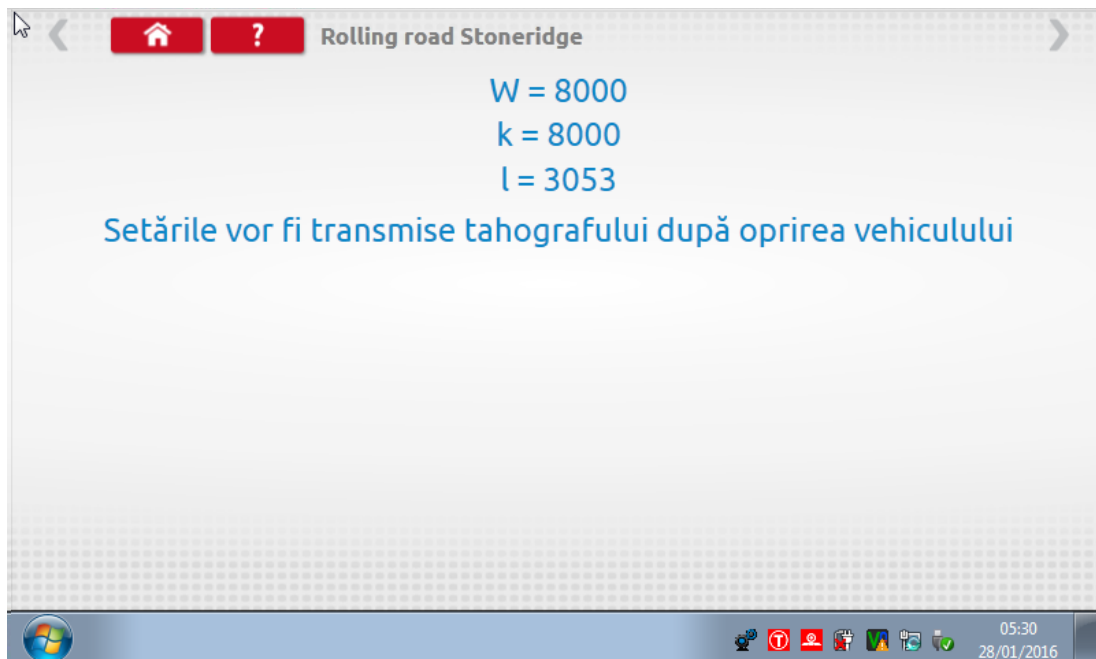 ? Rolling road Stoneridge
W = 8000
k = 8000
l = 3053
Setările vor fi transmise tahografului după oprirea vehiculului
05:30
28/01/2016